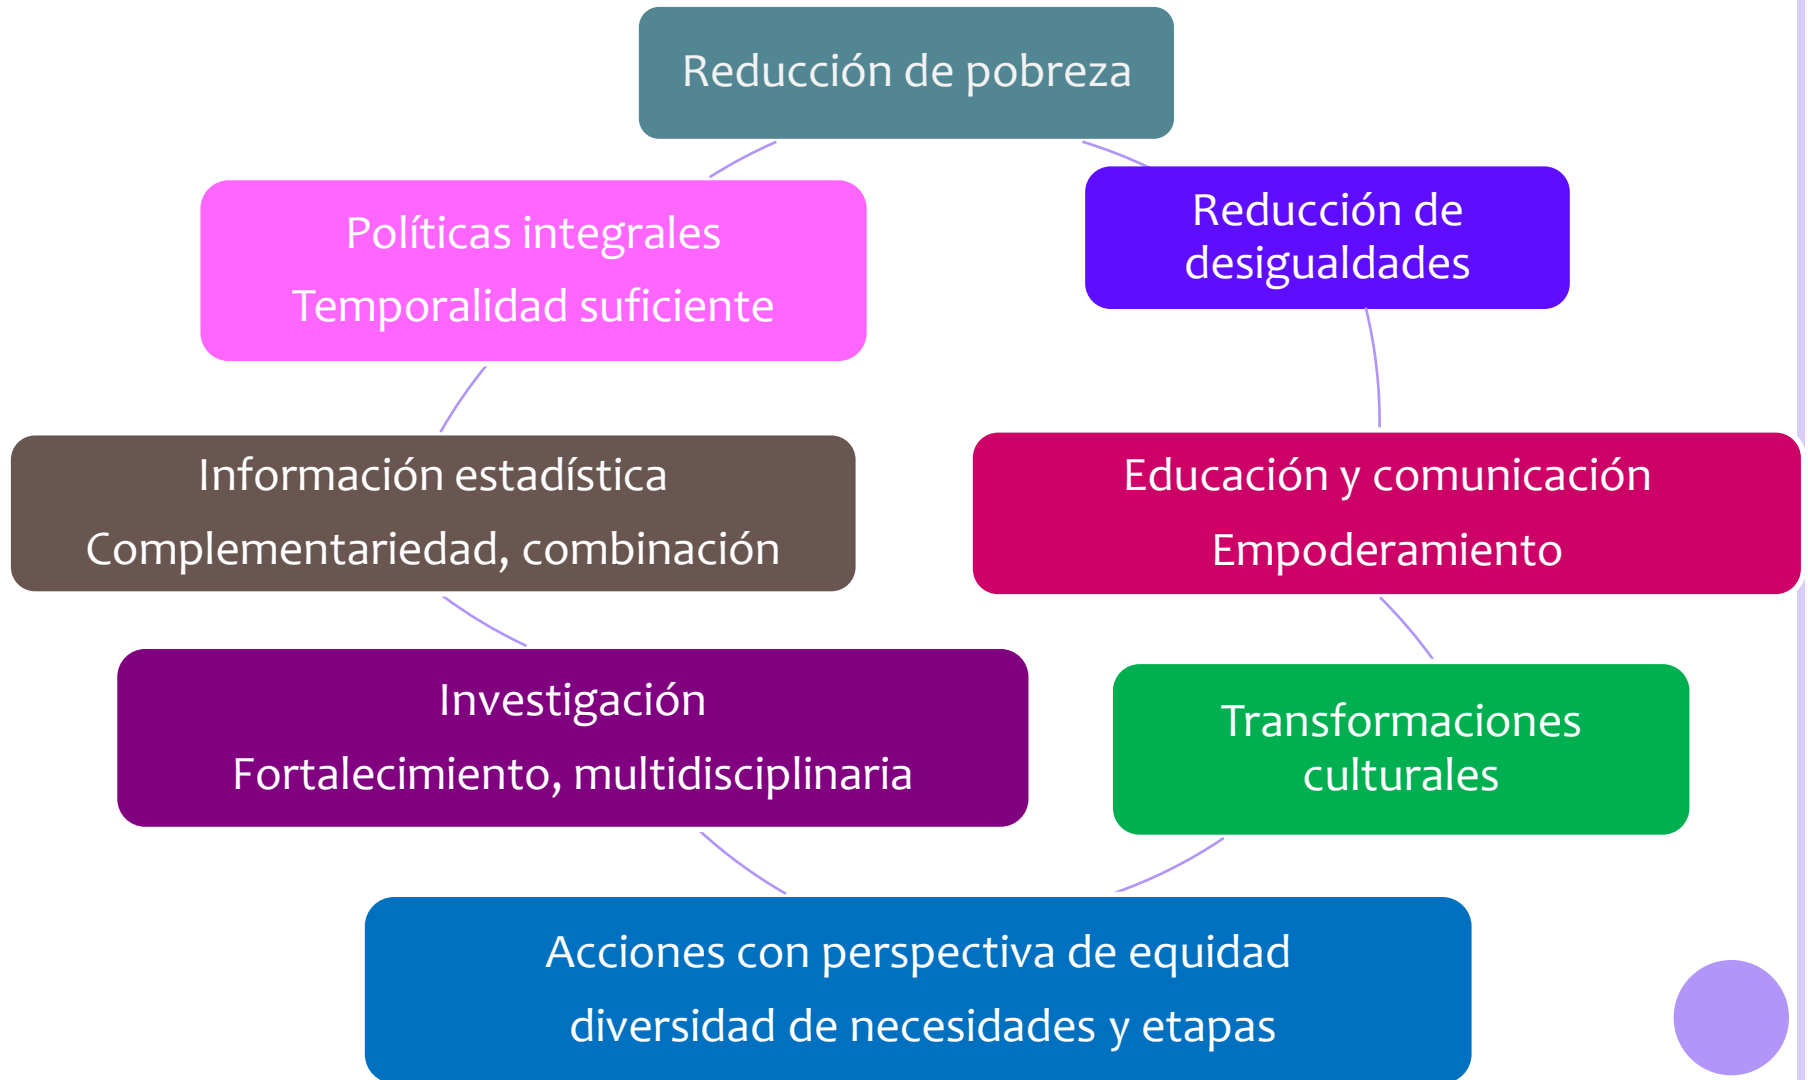 Reducción de pobreza
Reducción de
desigualdades
Políticas integrales
Temporalidad suficiente
Información estadística
Complementariedad, combinación
Educación y comunicación
Empoderamiento
Investigación
Fortalecimiento, multidisciplinaria
Transformaciones
culturales
Acciones con perspectiva de equidad
diversidad de necesidades y etapas